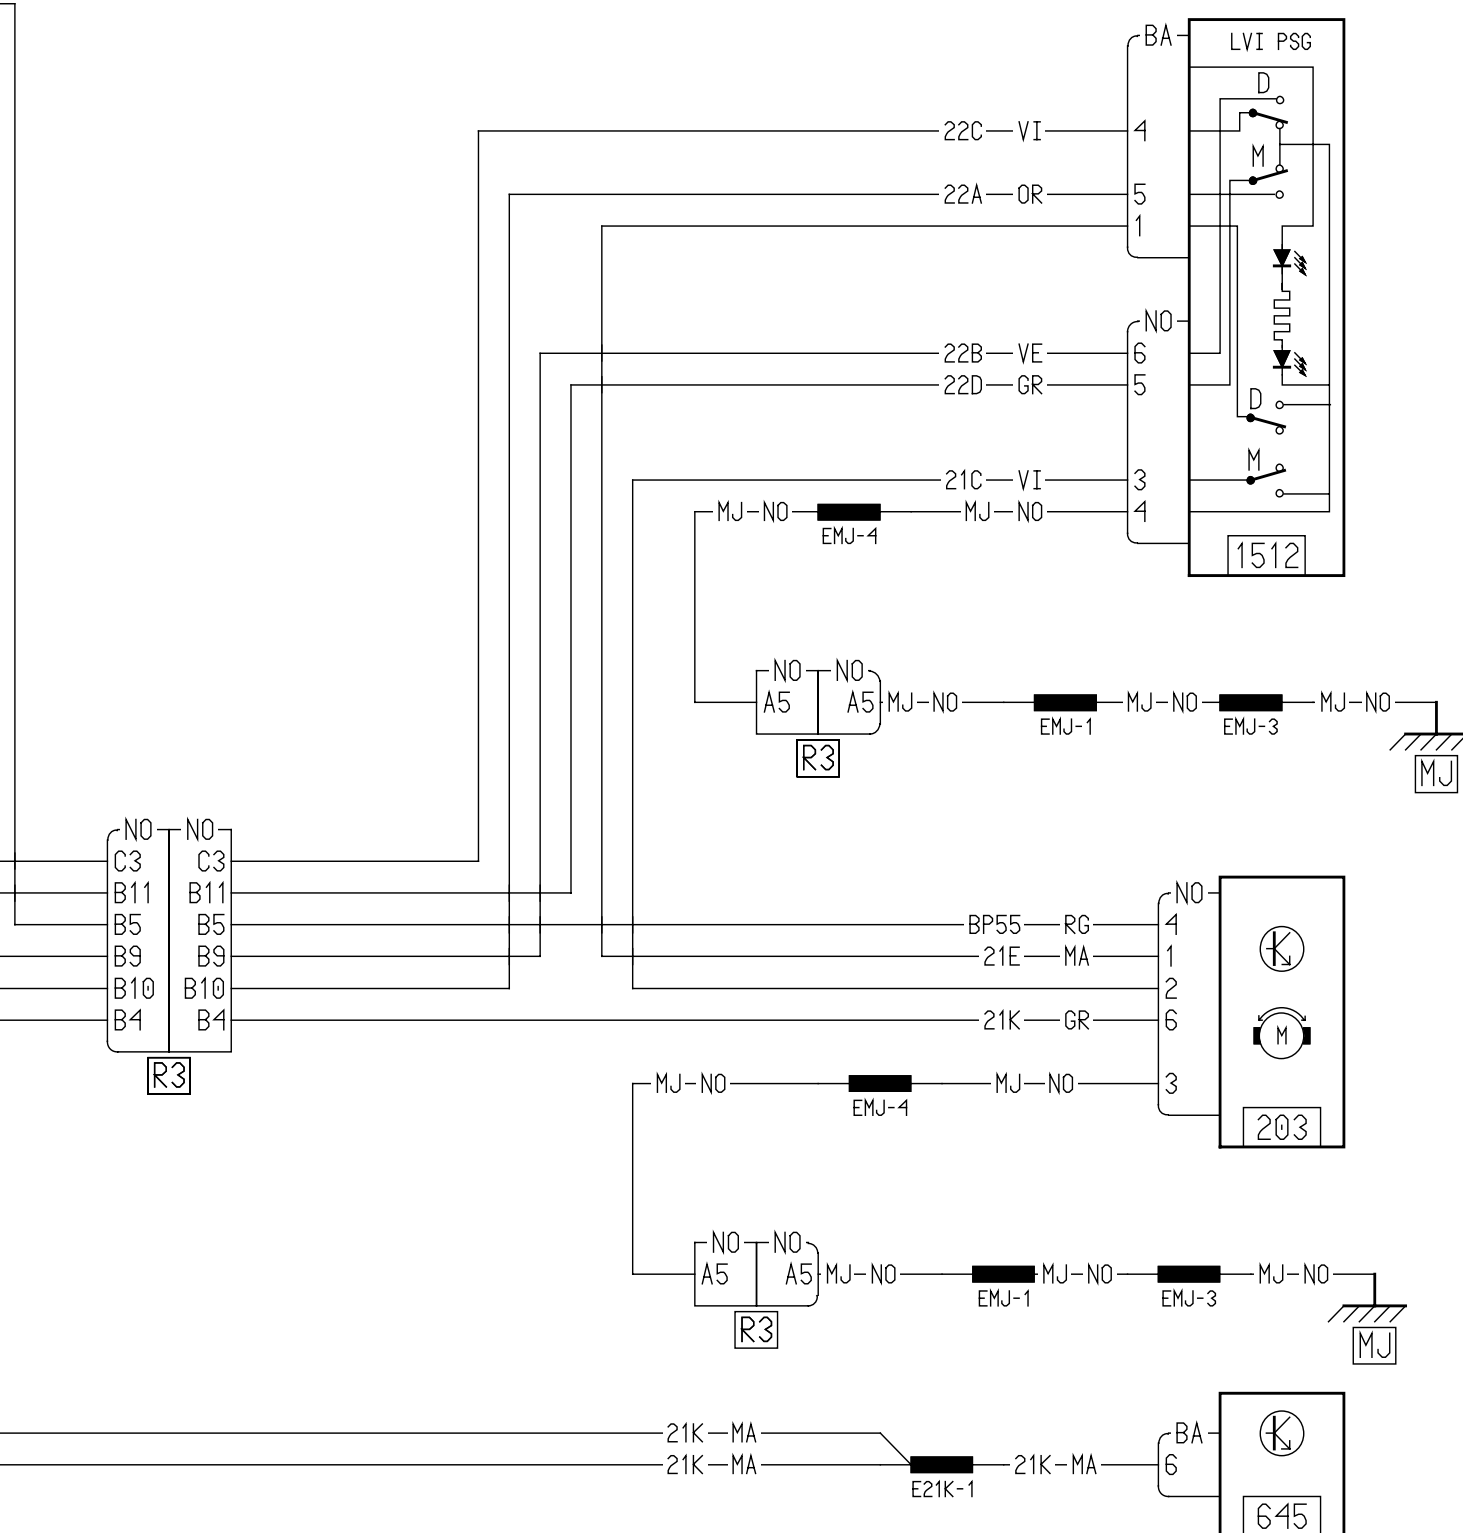 BA LVI PSG
D
22C VI 4
M
22A OR 5
1
NO
22B VE 6
22D GR 5
D
M
21C VI 3
MJ-NO MJ NO 4
EMJ-4
1512
NO NO
A5 A5 MJ-NO MJ-NO MJ-NO
EMJ-1 EMJ-3
R3
MJ
NO NO
C3 C3
B11 B11 NO
B5 B5 BP55 RG 4
B9 B9 21E MA 1
B10 B10 2
B4 B4 21K GR 6
M
R3
MJ-NO MJ-NO 3
EMJ-4
203
NO NO
A5 A5 MJ-NO MJ-NO MJ-NO
EMJ-1 EMJ-3
R3
MJ
21K-MA BA
21K-MA 21K-MA 6
E21K-1
645